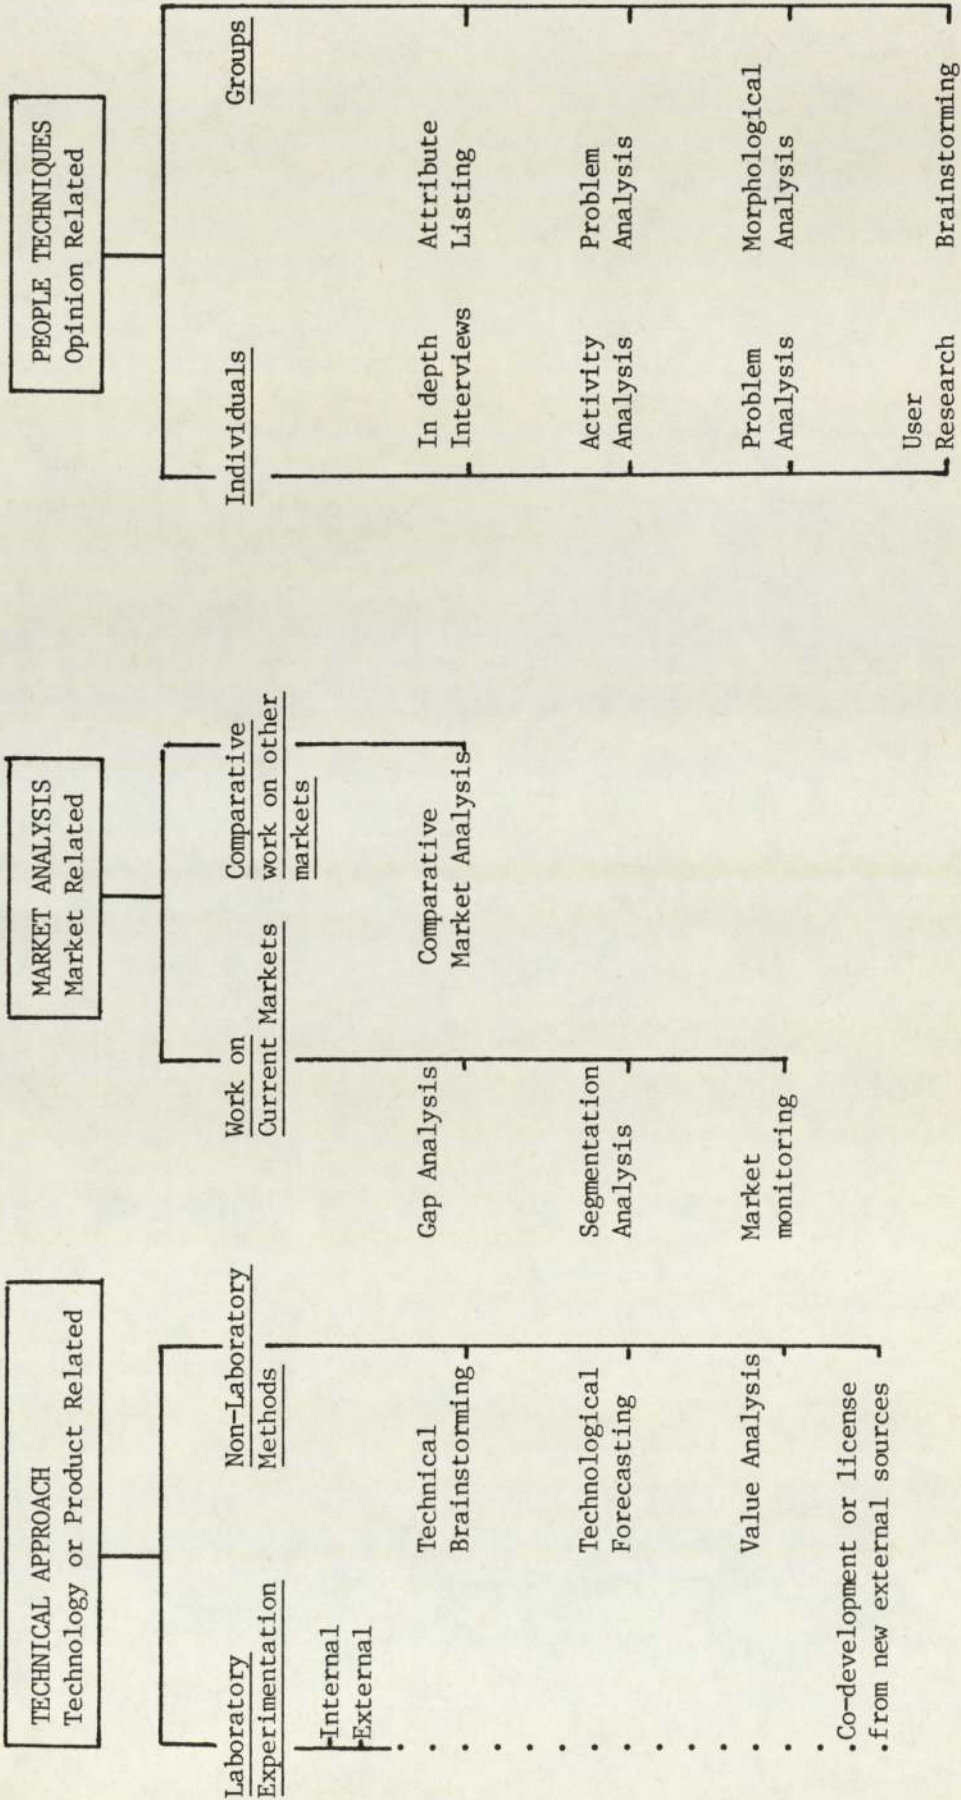 TECHNICAL APPROACH
Technology or Product Related
Laboratory
Experimentation
Internal
External
Non-Laboratory
Methods
Technical
Brainstorming
Technological
Forecasting
Value Analysis
Co-development or license
from new external sources
MARKET ANALYSIS
Market Related
Work on
Current Markets
Gap Analysis
Segmentation
Analysis
Market
monitoring
Comparative
work on other
markets
Comparative
Market Analysis
PEOPLE TECHNIQUES
Opinion Related
Individuals
In depth
Interviews
Activity
Analysis
Problem
Analysis
User
Research
Groups
Attribute
Listing
Problem
Analysis
Morphological
Analysis
Brainstorming